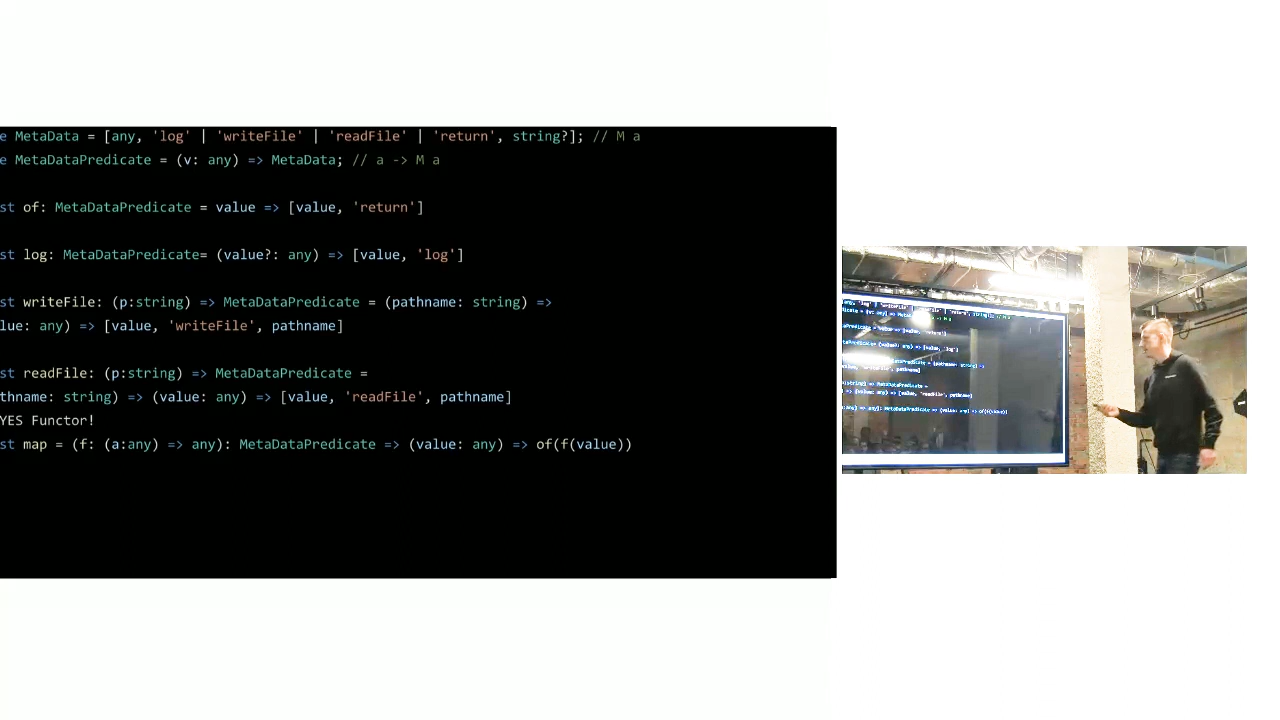 e MetaData = [any, 'log' | 'writeFile' | 'readFile' | 'return', string?]; // M a
e MetaDataPredicate = (v: any) => MetaData; // a -> M a
st of: MetaDataPredicate = value => [value, 'return']
st log: MetaDataPredicate= (value?: any) => [value, 'log']
st writeFile: (p:string) => MetaDataPredicate = (pathname: string) =>
lue: any) => [value, 'writeFile', pathname]
st readFile: (p:string) => MetaDataPredicate =
thname: string) => (value: any) => [value, 'readFile', pathname]
YES Functor!
st map = (f: (a:any) => any): MetaDataPredicate => (value: any) => of(f(value))